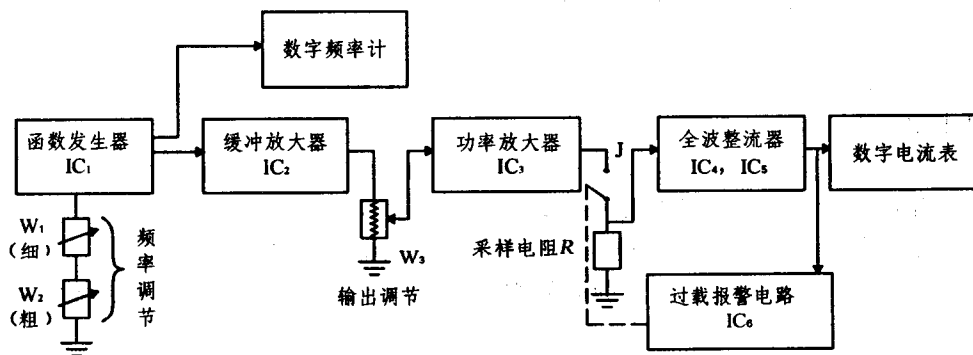 数字频率计
函数发生器
IC₁
缓冲放大器
IC₂
功率放大器
IC₃
J
全波整流器
IC₄，IC₅
数字电流表
W₁
（细）
W₂
（粗）
频率调节
W₃
输出调节
采样电阻R
过载报警电路
IC₆